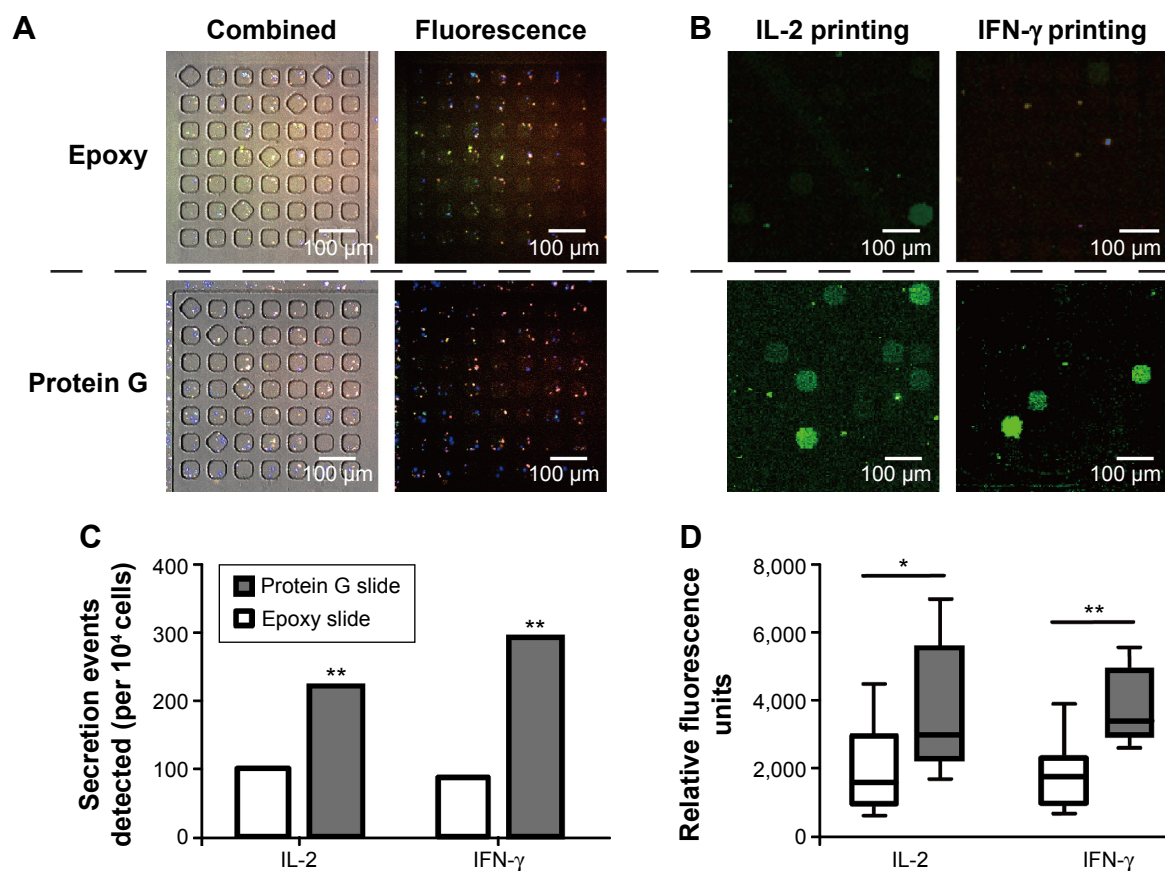 A
Combined
Fluorescence
B
IL-2 printing
IFN-γ printing
Epoxy
100 µm
100 µm
100 µm
100 µm
Protein G
100 µm
100 µm
100 µm
100 µm
C
Secretion events
detected (per 10⁴ cells)
400
300
200
100
0
Protein G slide
Epoxy slide
**
**
IL-2
IFN-γ
D
Relative fluorescence
units
8,000
6,000
4,000
2,000
0
*
**
IL-2
IFN-γ